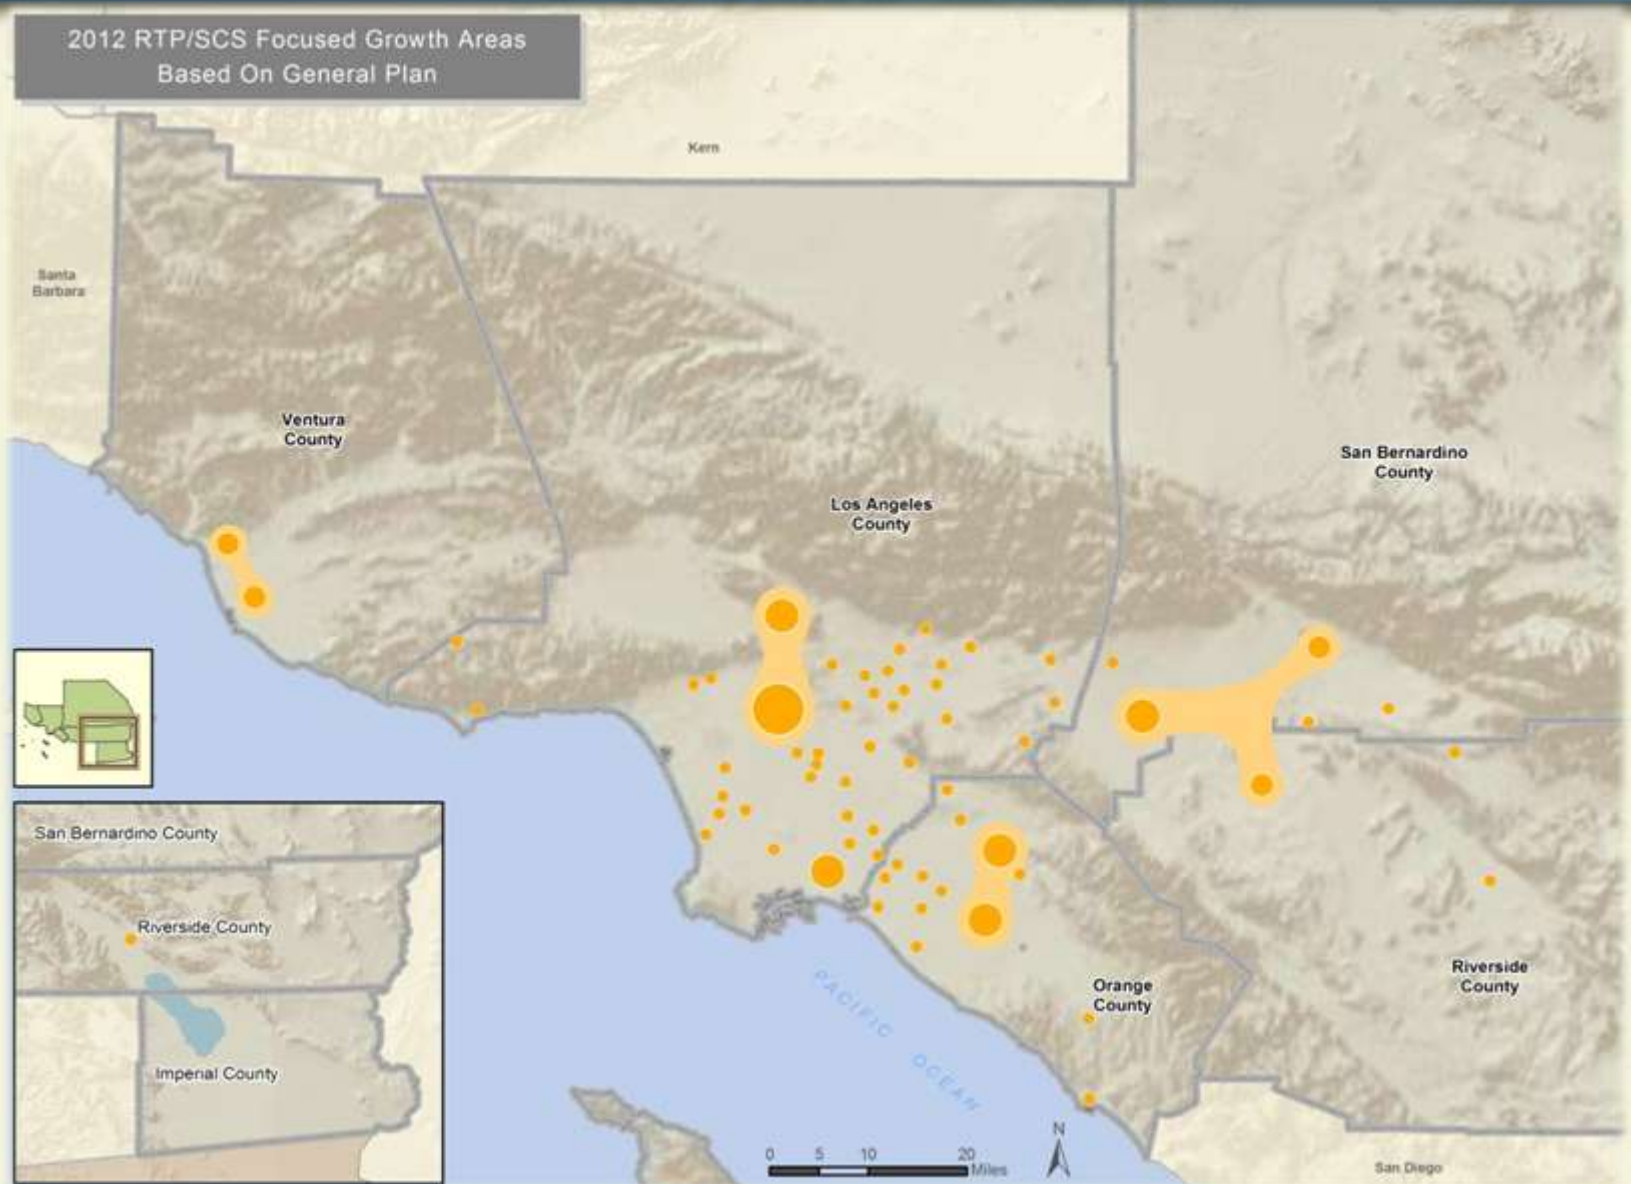 2012 RTP/SCS Focused Growth Areas
Based On General Plan
Kern
Santa
Barbara
Ventura
County
San Bernardino
County
Los Angeles
County
San Bernardino County
Riverside County
Imperial County
Riverside
County
Orange
County
PACIFIC OCEAN
N
0 5 10 20
Miles
San Diego